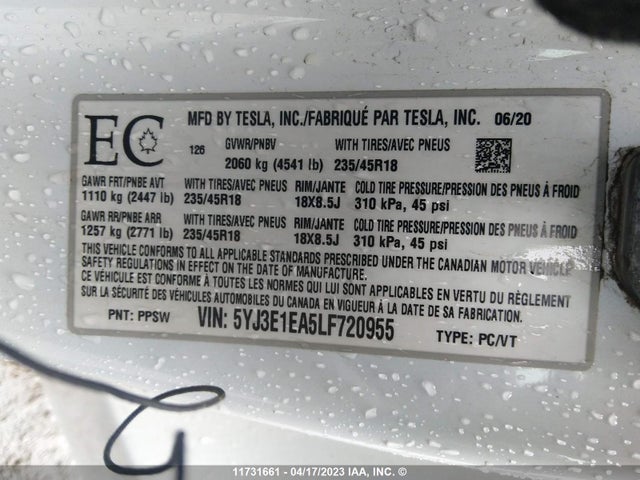 EC
MFD BY TESLA, INC./FABRIQUÉ PAR TESLA, INC. 06/20
126
GVWR/PNBV WITH TIRES/AVEC PNEUS
2060 kg (4541 lb) 235/45R18
GAWR FRT/PNBE AVT WITH TIRES/AVEC PNEUS RIM/JANTE COLD TIRE PRESSURE/PRESSION DES PNEUS À FROID
1110 kg (2447 lb) 235/45R18 18X8.5J 310 kPa, 45 psi
GAWR RR/PNBE ARR WITH TIRES/AVEC PNEUS RIM/JANTE COLD TIRE PRESSURE/PRESSION DES PNEUS À FROID
1257 kg (2771 lb) 235/45R18 18X8.5J 310 kPa, 45 psi
THIS VEHICLE CONFORMS TO ALL APPLICABLE STANDARDS PRESCRIBED UNDER THE CANADIAN MOTOR VEHICLE
SAFETY REGULATIONS IN EFFECT ON THE DATE OF MANUFACTURE. /
CE VÉHICULE EST CONFORME À TOUTES LES NORMES QUI LUI SONT APPLICABLES EN VERTU DU RÈGLEMENT
SUR LA SÉCURITÉ DES VÉHICULES AUTOMOBILES DU CANADA EN VIGUEUR À LA DATE DE SA FABRICATION.
PNT: PPSW VIN: 5YJ3E1EA5LF720955 TYPE: PC/VT
11731661 - 04/17/2023 IAA, Inc. ©